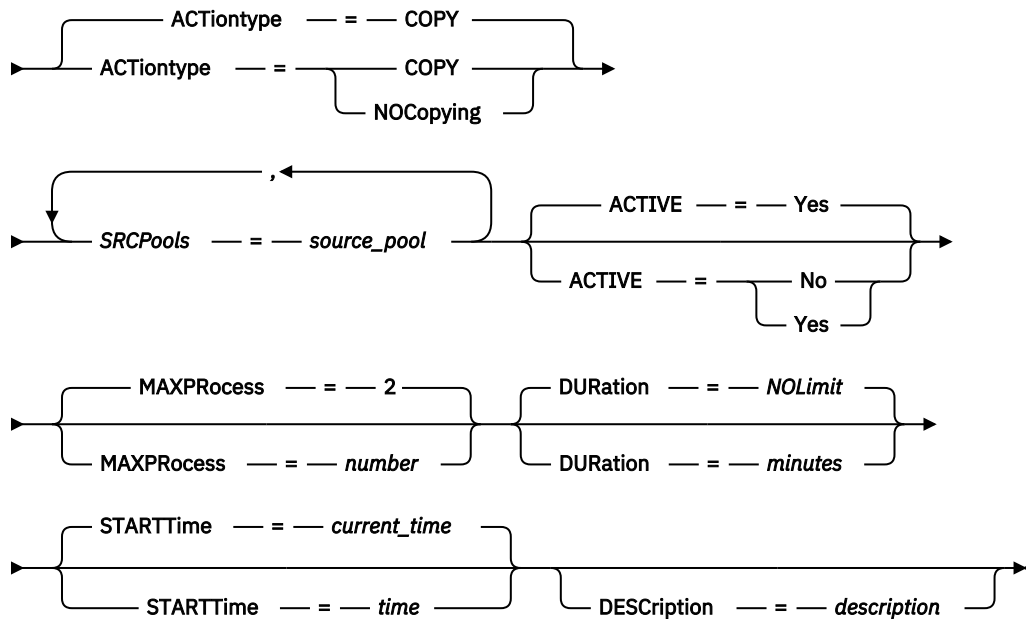 ACTiontype = COPY
ACTiontype = COPY
NOCopying
,
SRCPools = source_pool
ACTIVE = Yes
ACTIVE = No
Yes
MAXPRocess = 2
DURation = NOLimit
MAXPRocess = number
DURation = minutes
STARTTime = current_time
STARTTime = time
DESCription = description